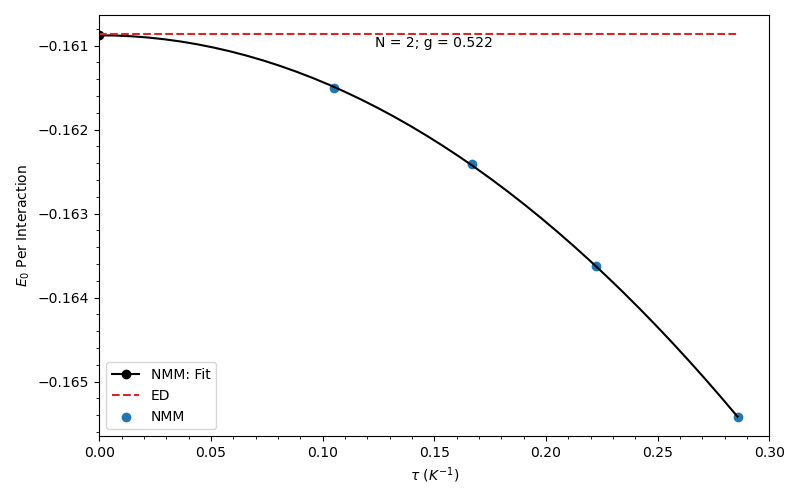 N = 2; g = 0.522
E₀ Per Interaction
−0.161
−0.162
−0.163
−0.164
−0.165
NMM: Fit
ED
NMM
0.00 0.05 0.10 0.15 0.20 0.25 0.30
τ (K⁻¹)